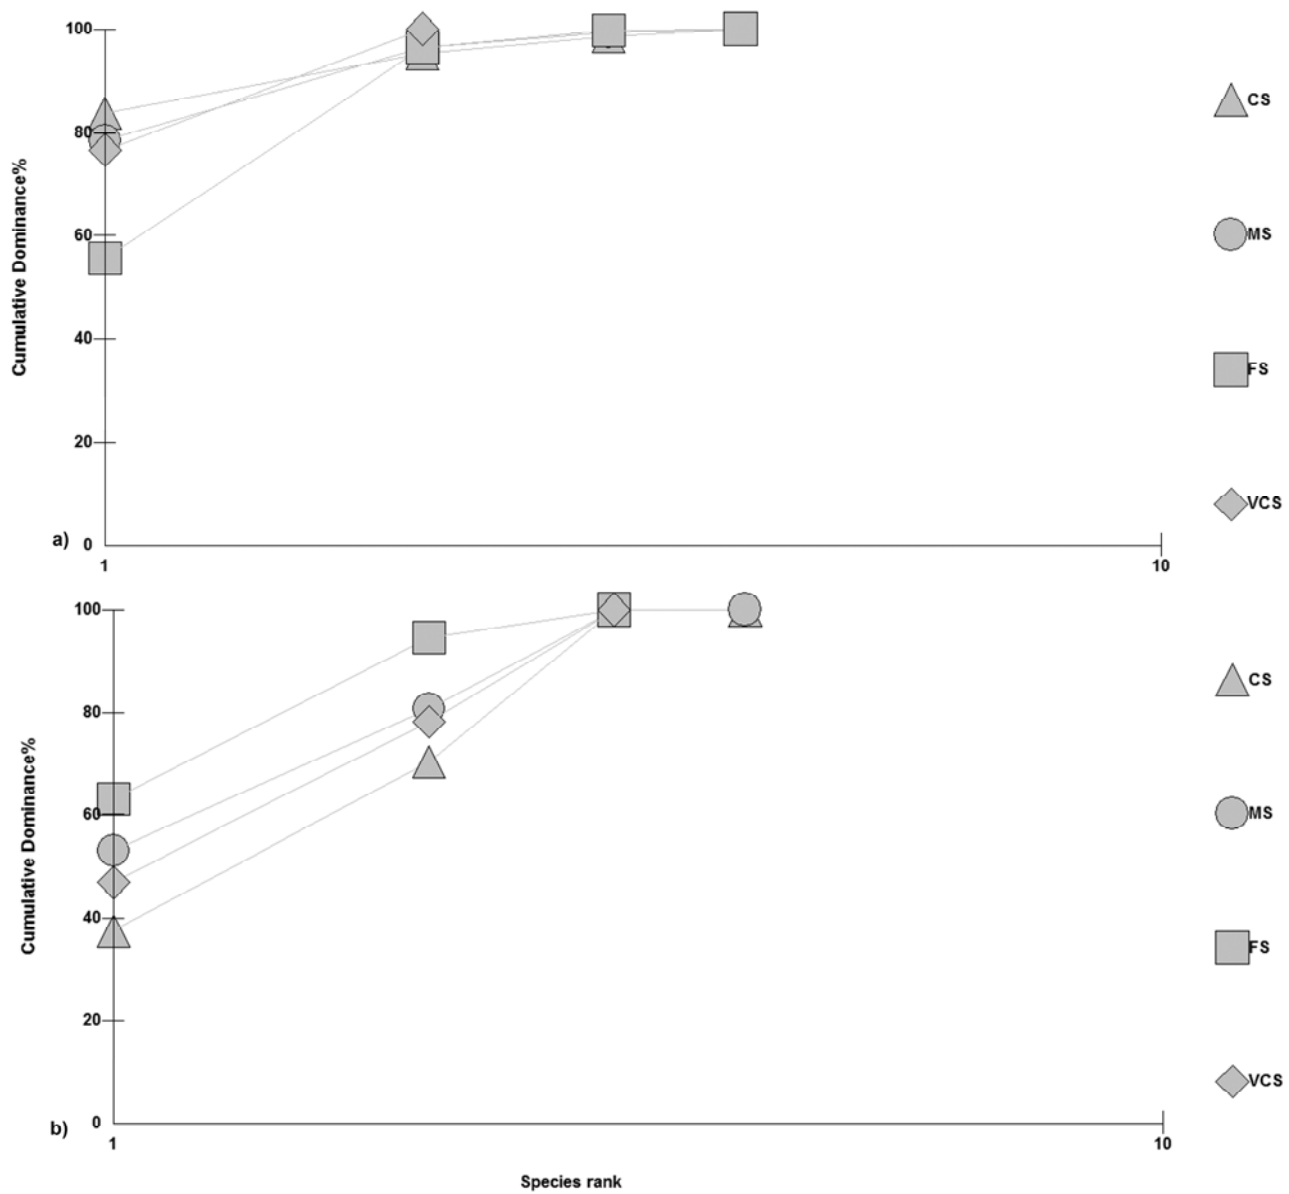 100
80
60
40
20
0
Cumulative Dominance%
a)
1
10
CS
MS
FS
VCS
100
80
60
40
20
0
Cumulative Dominance%
b)
1
10
Species rank
CS
MS
FS
VCS